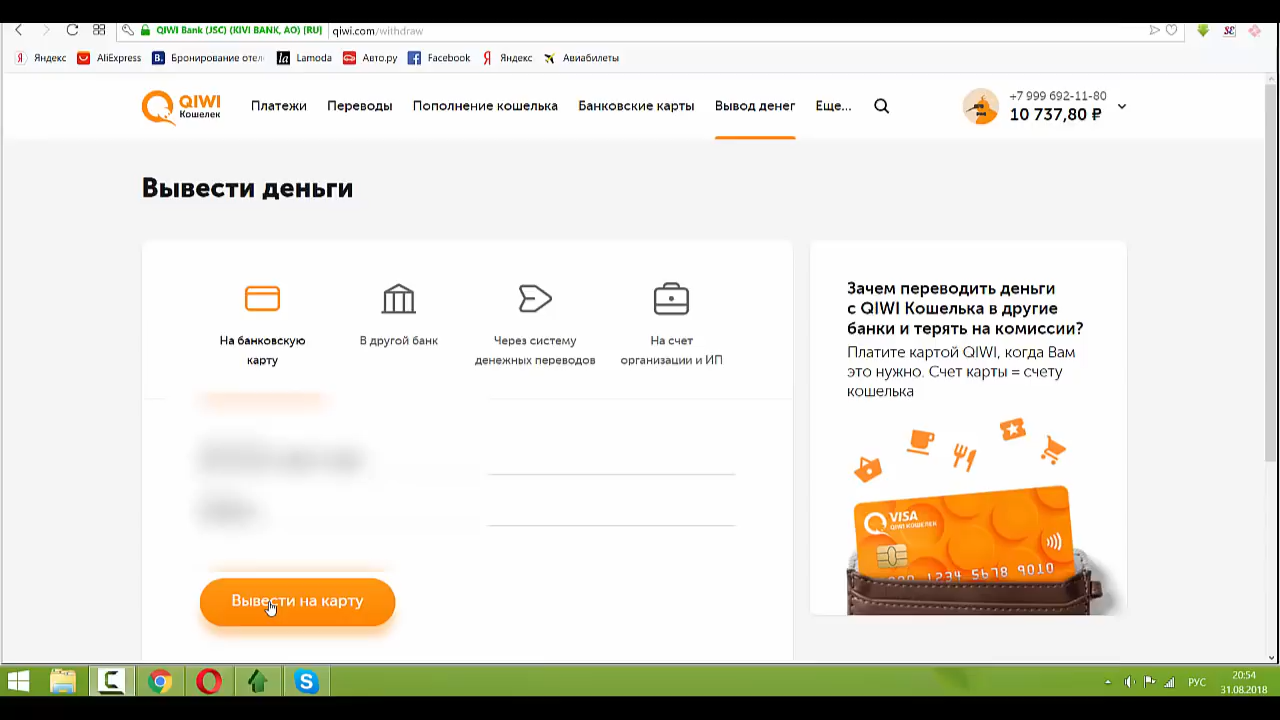 QIWI Bank (JSC) (KIVI BANK, AO) [RU] qiwi.com/withdraw
Яндекс AliExpress Бронирование отел Lamoda Авто.ру Facebook Яндекс Авиабилеты
QIWI Кошелек
Платежи Переводы Пополнение кошелька Банковские карты Вывод денег Еще...
+7 999 692-11-80
10 737,80 ₽
Вывести деньги
На банковскую карту
В другой банк
Через систему денежных переводов
На счет организации и ИП
Вывести на карту
Зачем переводить деньги
с QIWI Кошелька в другие
банки и терять на комиссии?
Платите картой QIWI, когда Вам
это нужно. Счет карты = счету
кошелька
VISA
QIWI КОШЕЛЕК
1234 5678 9010
РУС
20:54
31.08.2018